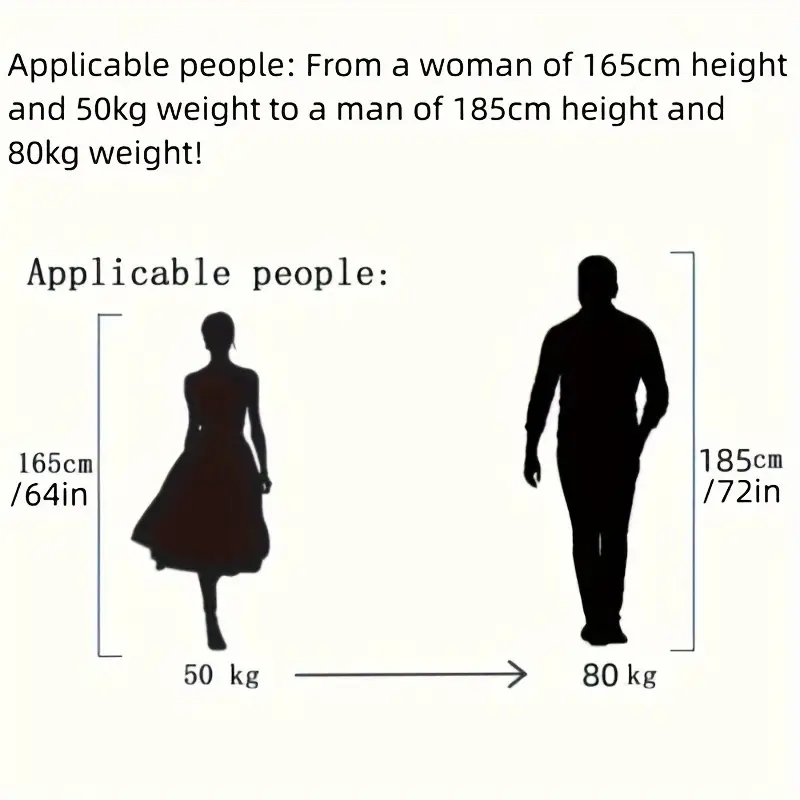 Applicable people: From a woman of 165cm height
and 50kg weight to a man of 185cm height and
80kg weight!
Applicable people:
165cm
/64in
185cm
/72in
50 kg
80 kg